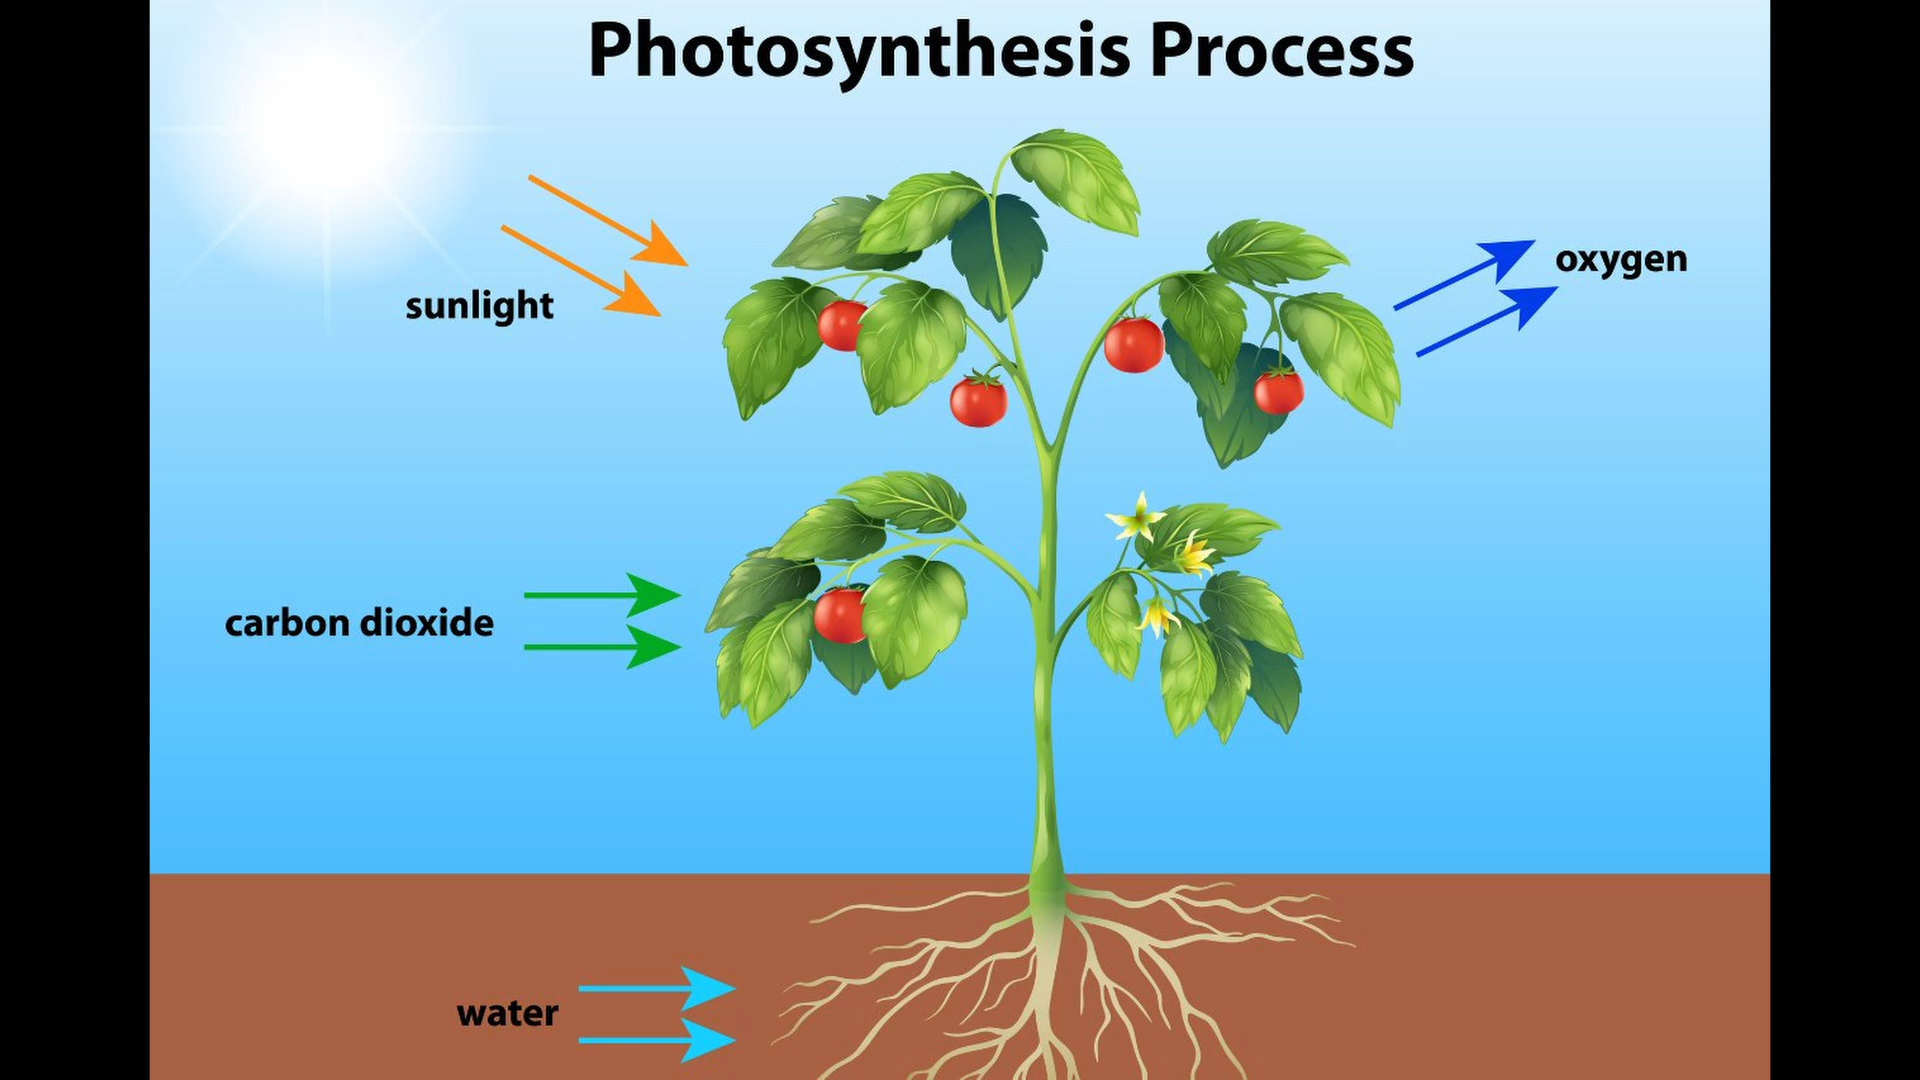 Photosynthesis Process
sunlight
oxygen
carbon dioxide
water